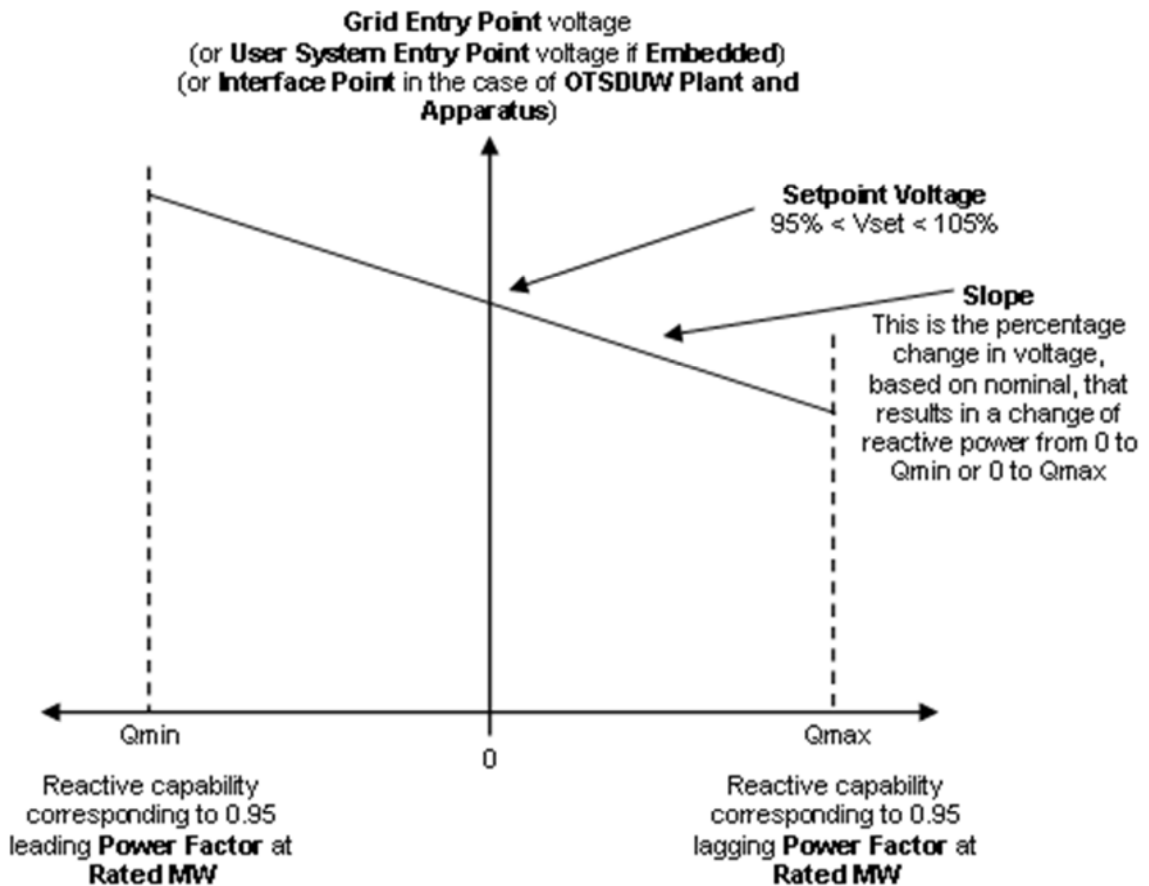 Grid Entry Point voltage
(or User System Entry Point voltage if Embedded)
(or Interface Point in the case of OTSDUW Plant and
Apparatus)
Setpoint Voltage
95% < Vset < 105%
Slope
This is the percentage
change in voltage,
based on nominal, that
results in a change of
reactive power from 0 to
Qmin or 0 to Qmax
Qmin
0
Qmax
Reactive capability
corresponding to 0.95
leading Power Factor at
Rated MW
Reactive capability
corresponding to 0.95
lagging Power Factor at
Rated MW